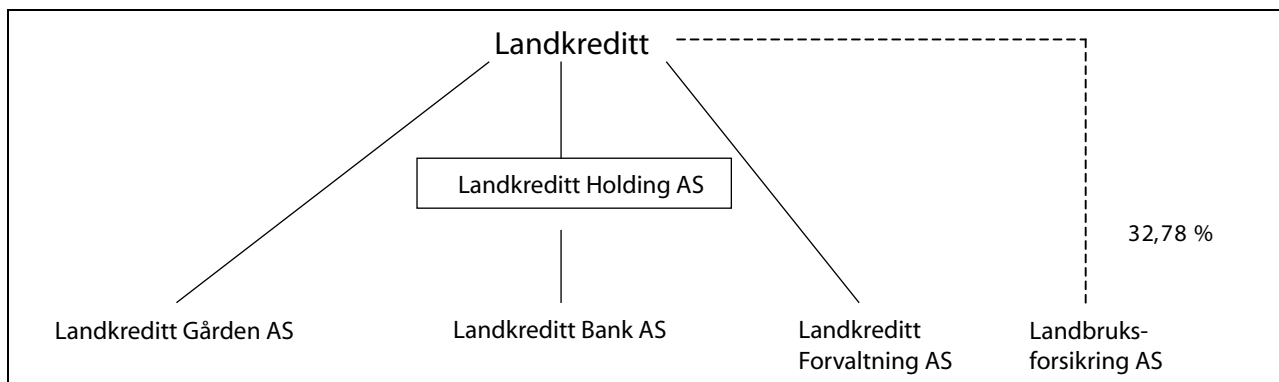 Landkreditt
Landkreditt Holding AS
32,78 %
Landkreditt Gården AS
Landkreditt Bank AS
Landkreditt
Forvaltning AS
Landbruks-
forsikring AS